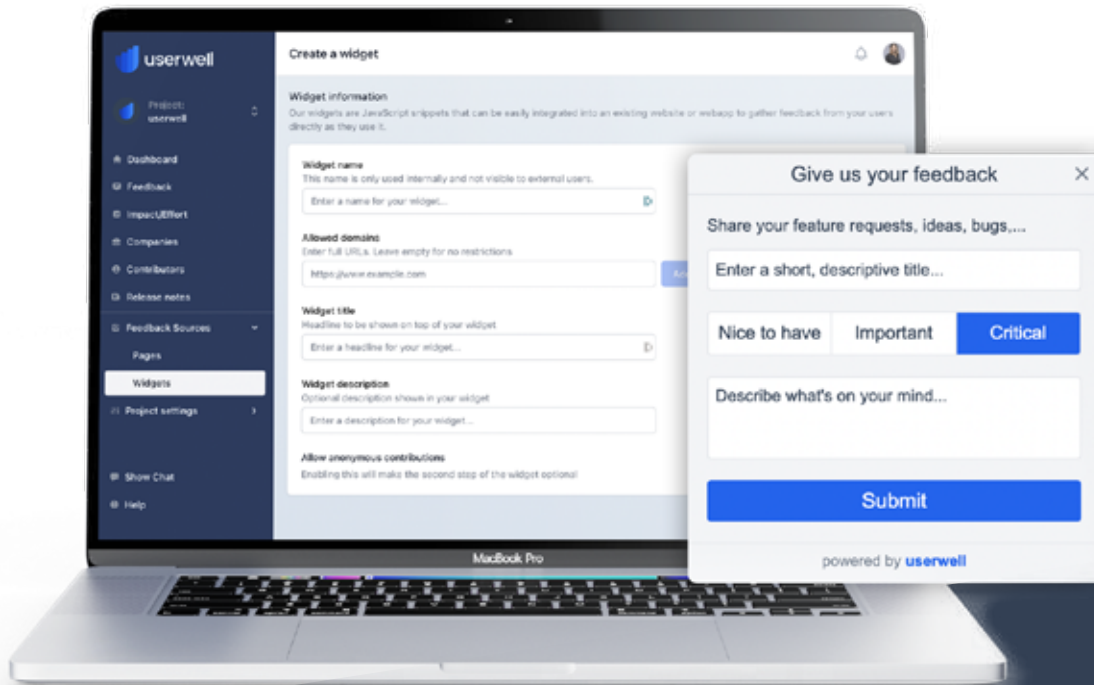 userwell
Project:
userwell
Dashboard
Feedback
Impact/Effort
Companies
Contributors
Release notes
Feedback Sources
Pages
Widgets
Project settings
Show Chat
Help
Create a widget
Widget information
Our widgets are JavaScript snippets that can be easily integrated into an existing website or webapp to gather feedback from your users
directly as they use it.
Widget name
This name is only used internally and not visible to external users.
Enter a name for your widget...
Allowed domains
Enter full URLs. Leave empty for no restrictions
https://www.example.com
Widget title
Headline to be shown on top of your widget
Enter a headline for your widget...
Widget description
Optional description shown in your widget
Enter a description for your widget...
Allow anonymous contributions
Enabling this will make the second step of the widget optional
MacBook Pro
Give us your feedback
Share your feature requests, ideas, bugs,...
Enter a short, descriptive title...
Nice to have Important Critical
Describe what's on your mind...
Submit
powered by userwell